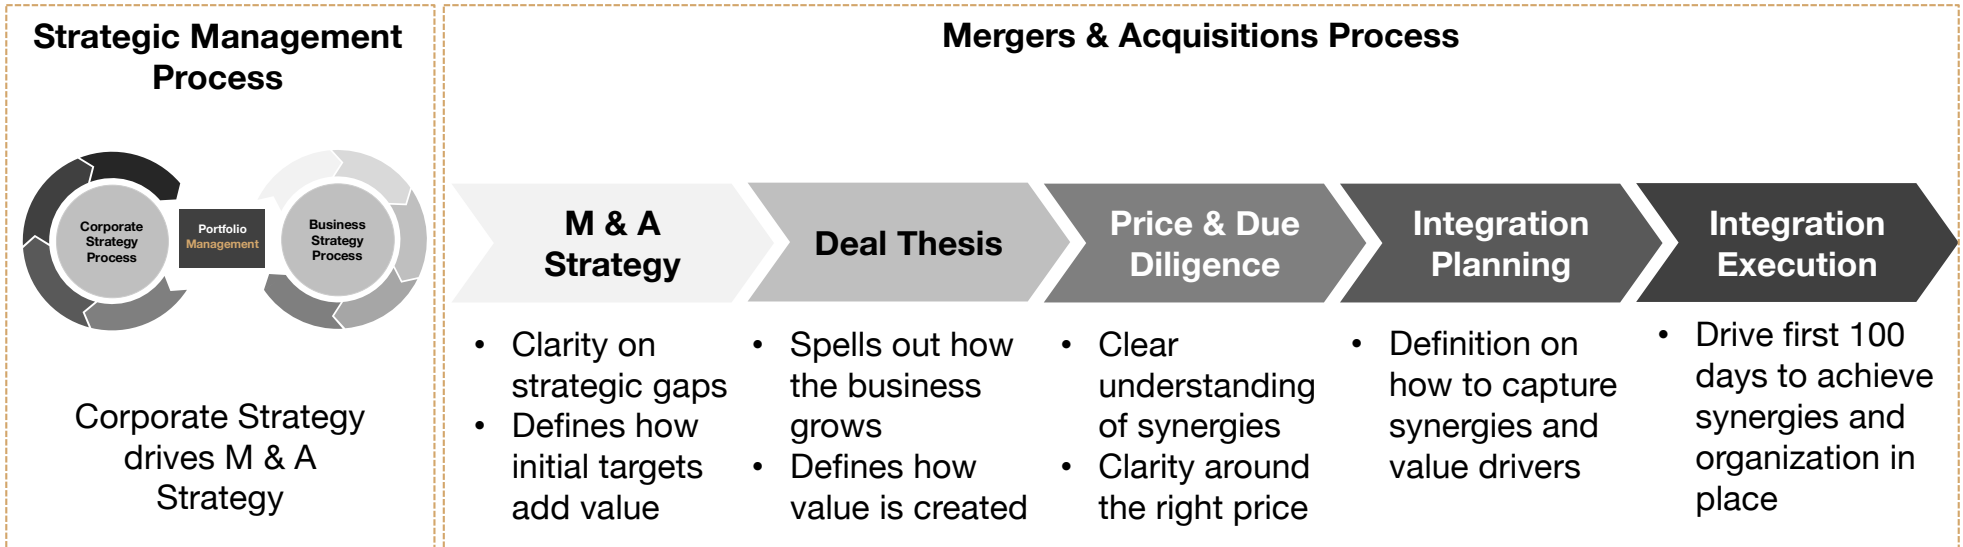 Strategic Management
Process
Corporate
Strategy
Process
Portfolio
Management
Business
Strategy
Process
Corporate Strategy
drives M & A
Strategy
Mergers & Acquisitions Process
M & A
Strategy
• Clarity on
strategic gaps
• Defines how
initial targets
add value
Deal Thesis
• Spells out how
the business
grows
• Defines how
value is created
Price & Due
Diligence
• Clear
understanding
of synergies
• Clarity around
the right price
Integration
Planning
• Definition on
how to capture
synergies and
value drivers
Integration
Execution
• Drive first 100
days to achieve
synergies and
organization in
place